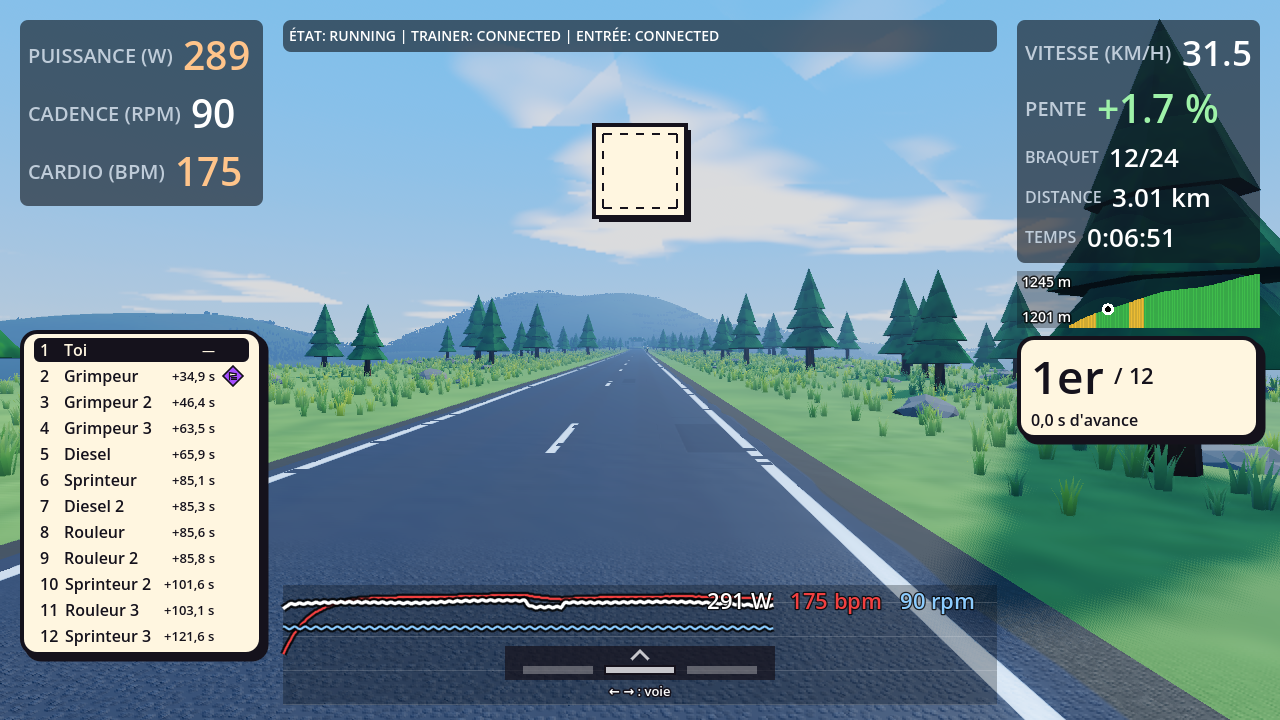 PUISSANCE (W) 289
CADENCE (RPM) 90
CARDIO (BPM) 175
ÉTAT: RUNNING | TRAINER: CONNECTED | ENTRÉE: CONNECTED
VITESSE (KM/H) 31.5
PENTE +1.7 %
BRAQUET 12/24
DISTANCE 3.01 km
TEMPS 0:06:51
1245 m
1201 m
1er / 12
0,0 s d'avance
1 Toi —
2 Grimpeur +34,9 s
3 Grimpeur 2 +46,4 s
4 Grimpeur 3 +63,5 s
5 Diesel +65,9 s
6 Sprinteur +85,1 s
7 Diesel 2 +85,3 s
8 Rouleur +85,6 s
9 Rouleur 2 +85,8 s
10 Sprinteur 2 +101,6 s
11 Rouleur 3 +103,1 s
12 Sprinteur 3 +121,6 s
291 W 175 bpm 90 rpm
← → : voie